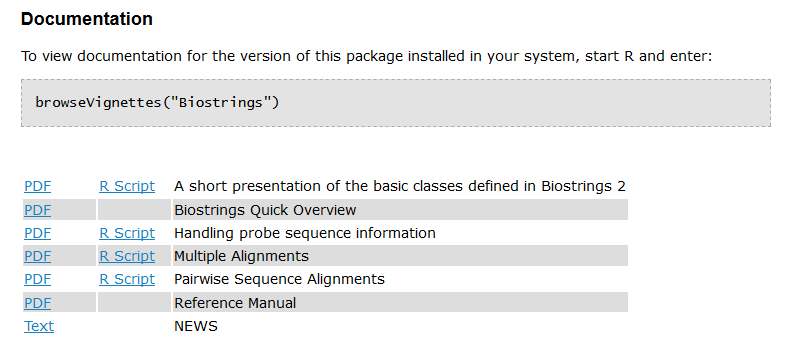 Documentation
To view documentation for the version of this package installed in your system, start R and enter:
browseVignettes("Biostrings")
PDF R Script A short presentation of the basic classes defined in Biostrings 2
PDF Biostrings Quick Overview
PDF R Script Handling probe sequence information
PDF R Script Multiple Alignments
PDF R Script Pairwise Sequence Alignments
PDF Reference Manual
Text NEWS